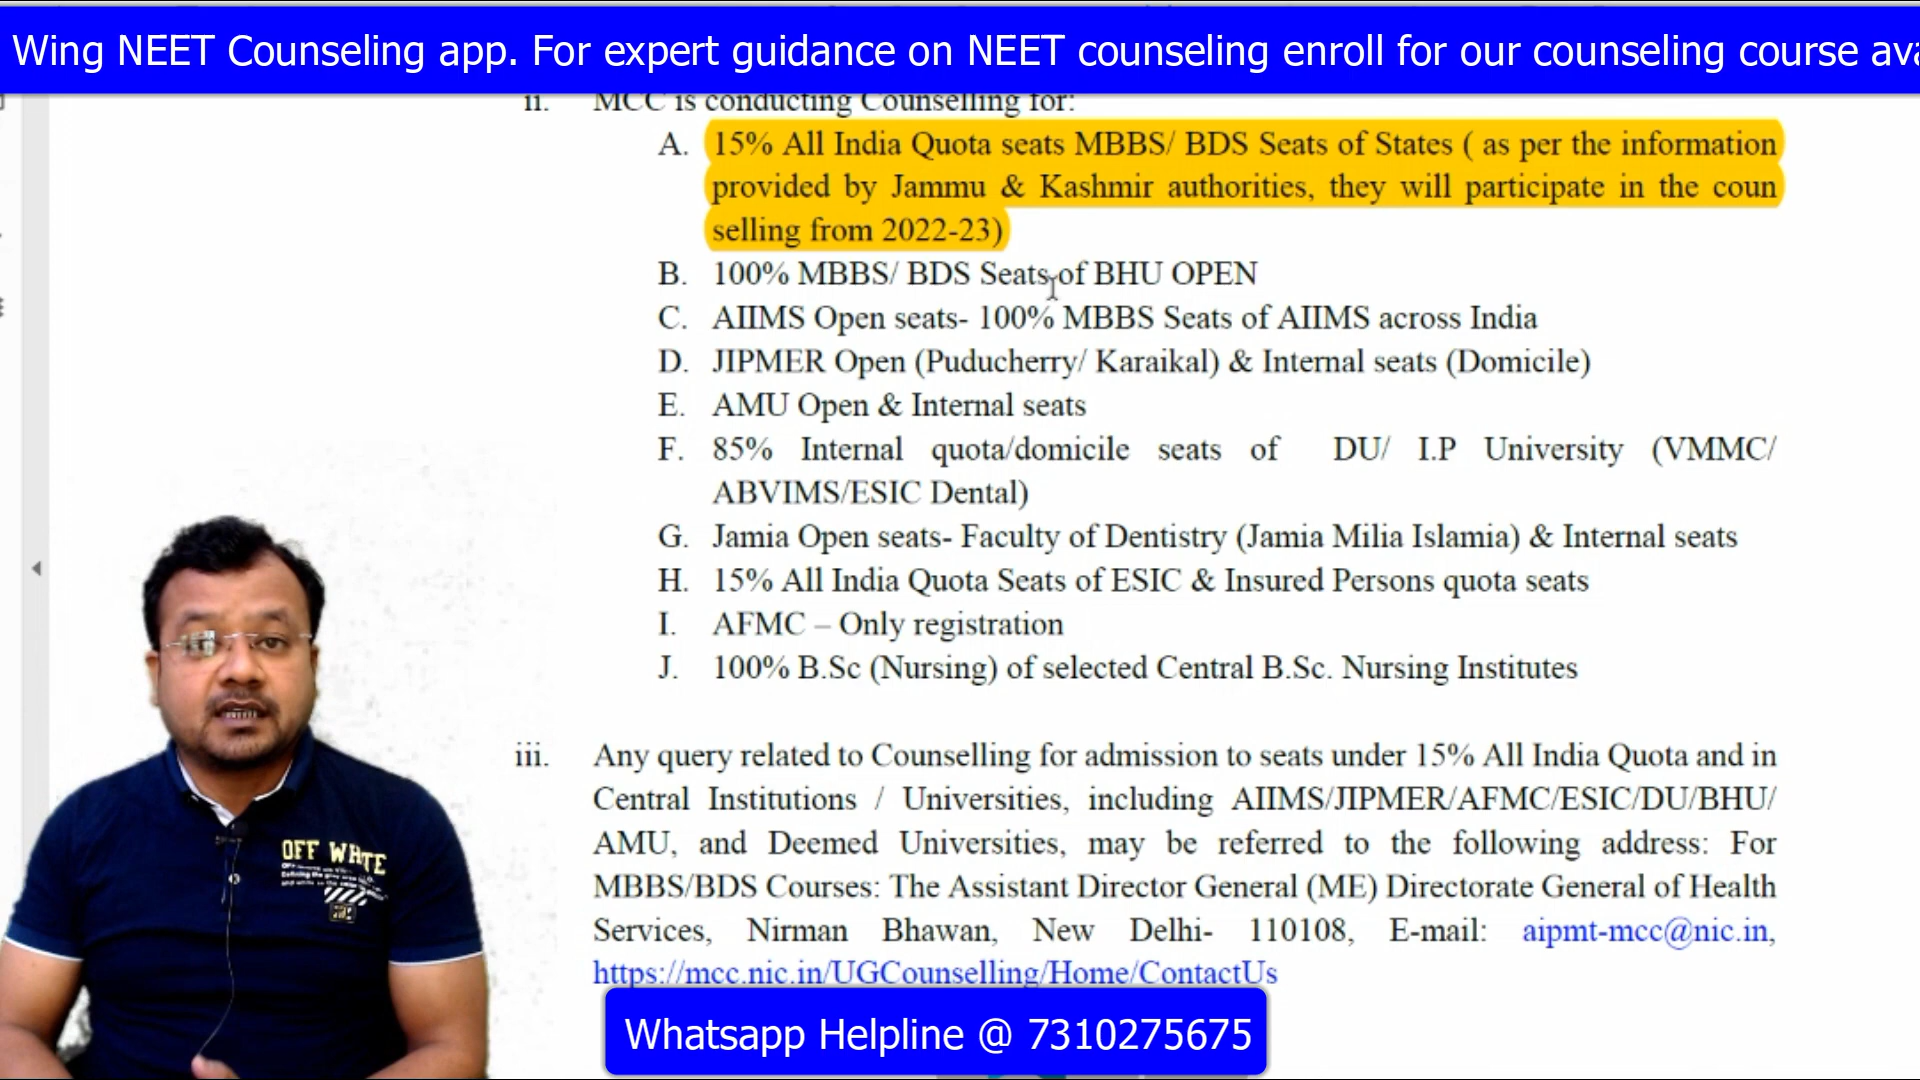 Wing NEET Counseling app. For expert guidance on NEET counseling enroll for our counseling course
ii. MCC is conducting Counselling for:
A. 15% All India Quota seats MBBS/ BDS Seats of States ( as per the information
provided by Jammu & Kashmir authorities, they will participate in the coun
selling from 2022-23)
B. 100% MBBS/ BDS Seats of BHU OPEN
C. AIIMS Open seats- 100% MBBS Seats of AIIMS across India
D. JIPMER Open (Puducherry/ Karaikal) & Internal seats (Domicile)
E. AMU Open & Internal seats
F. 85% Internal quota/domicile seats of DU/ I.P University (VMMC/
ABVIMS/ESIC Dental)
G. Jamia Open seats- Faculty of Dentistry (Jamia Milia Islamia) & Internal seats
H. 15% All India Quota Seats of ESIC & Insured Persons quota seats
I. AFMC – Only registration
J. 100% B.Sc (Nursing) of selected Central B.Sc. Nursing Institutes
iii. Any query related to Counselling for admission to seats under 15% All India Quota and in
Central Institutions / Universities, including AIIMS/JIPMER/AFMC/ESIC/DU/BHU/
AMU, and Deemed Universities, may be referred to the following address: For
MBBS/BDS Courses: The Assistant Director General (ME) Directorate General of Health
Services, Nirman Bhawan, New Delhi- 110108, E-mail: aipmt-mcc@nic.in,
https://mcc.nic.in/UGCounselling/Home/ContactUs
OFF WHITE
Whatsapp Helpline @ 7310275675